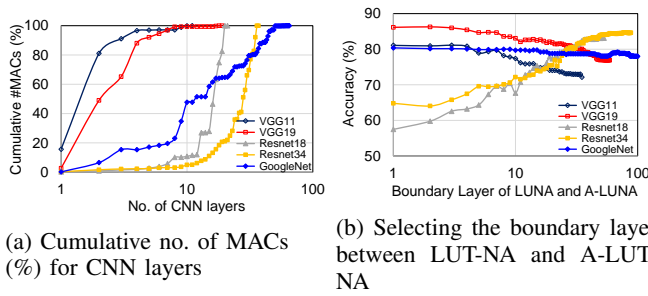 Cumulative #MACs (%)
100
80
60
40
20
0
1
10
100
No. of CNN layers
VGG11
VGG19
Resnet18
Resnet34
GoogleNet
(a) Cumulative no. of MACs
(%) for CNN layers
Accuracy (%)
90
80
70
60
50
1
10
100
Boundary Layer of LUNA and A-LUNA
VGG11
VGG19
Resnet18
Resnet34
GoogleNet
(b) Selecting the boundary layer
between LUT-NA and A-LUT
NA